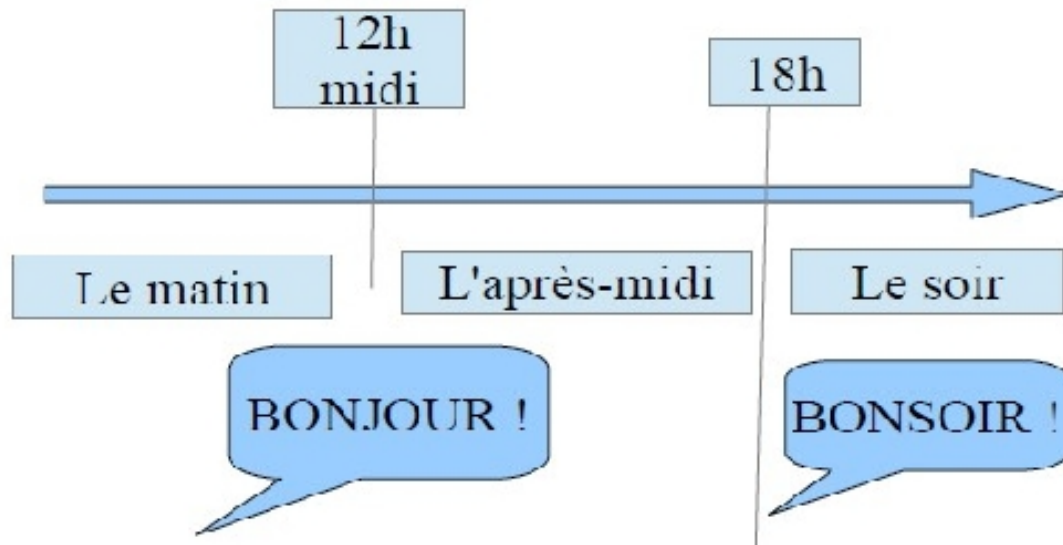 12h
midi
18h
Le matin
L'après-midi
Le soir
BONJOUR !
BONSOIR !